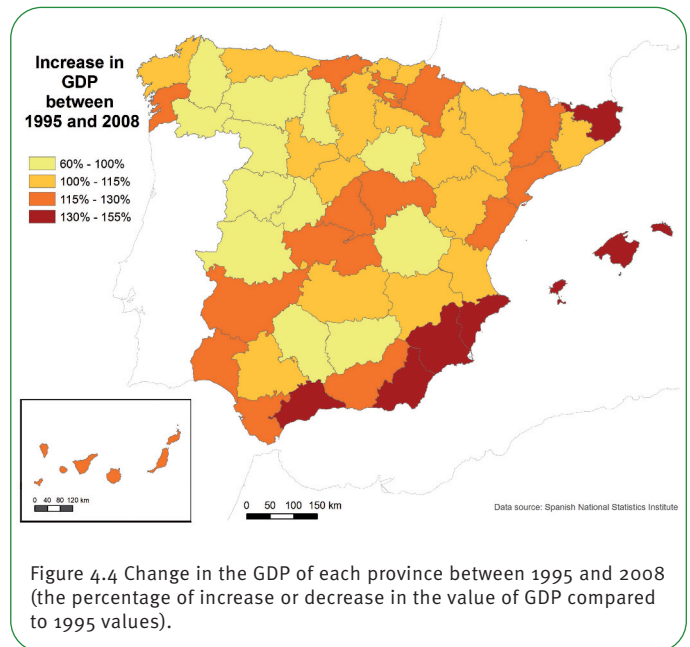 Increase in
GDP
between
1995 and 2008
60% - 100%
100% - 115%
115% - 130%
130% - 155%
0 40 80 120 km
0 50 100 150 km
Data source: Spanish National Statistics Institute
Figure 4.4 Change in the GDP of each province between 1995 and 2008
(the percentage of increase or decrease in the value of GDP compared
to 1995 values).